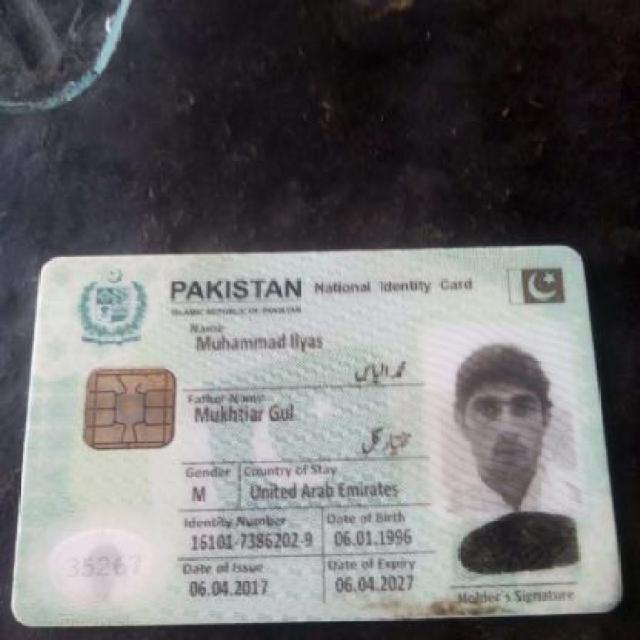 PAKISTAN National Identity Card
ISLAMIC REPUBLIC OF PAKISTAN
Name
Muhammad Ilyas
محمد الیاس
Father Name
Mukhtiar Gul
مختیار گل
Gender Country of Stay
M United Arab Emirates
Identity Number Date of Birth
16101-7386202-9 06.01.1996
Date of Issue Date of Expiry
06.04.2017 06.04.2027
35267
Holder's Signature